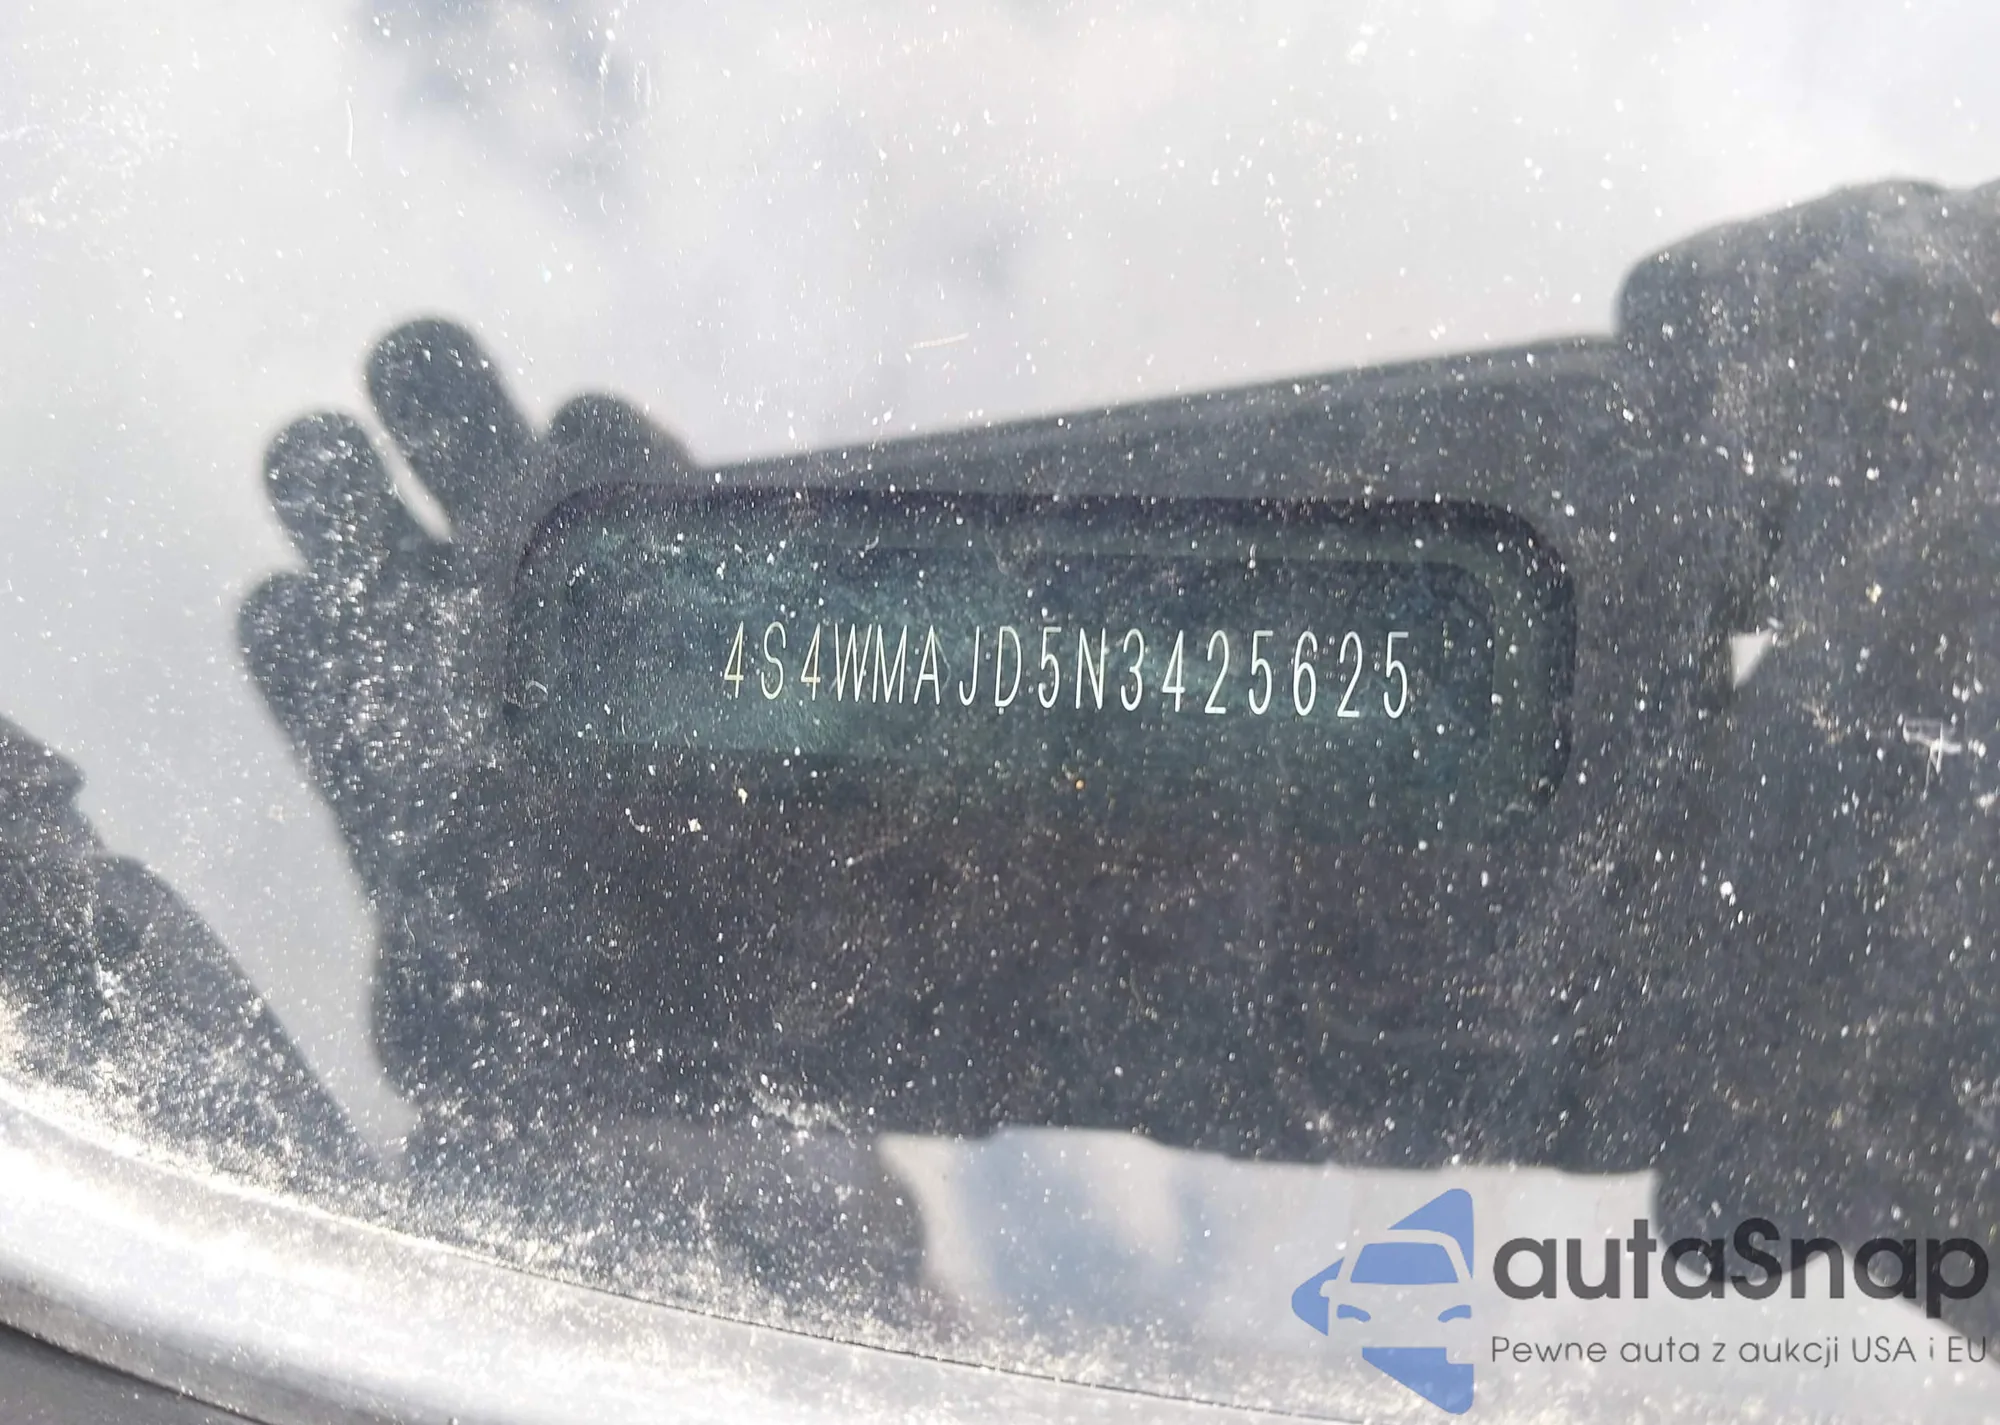 4S4WMAJD5N3425625
autaSnap
Pewne auta z aukcji USA i EU